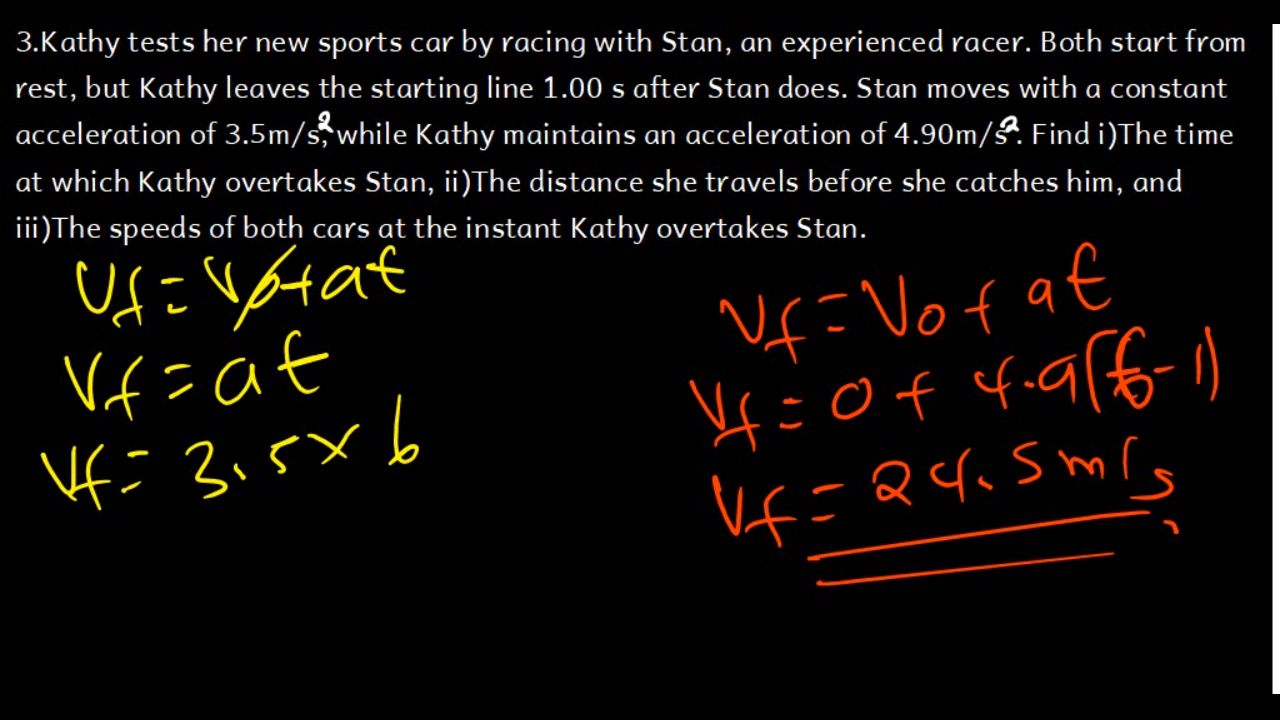 3.Kathy tests her new sports car by racing with Stan, an experienced racer. Both start from
rest, but Kathy leaves the starting line 1.00 s after Stan does. Stan moves with a constant
acceleration of 3.5m/s², while Kathy maintains an acceleration of 4.90m/s². Find i)The time
at which Kathy overtakes Stan, ii)The distance she travels before she catches him, and
iii)The speeds of both cars at the instant Kathy overtakes Stan.
Vf = V0 + at
Vf = at
Vf = 3.5 x 6
Vf = V0 + at
Vf = 0 + 4.9(6 - 1)
Vf = 24.5 m/s